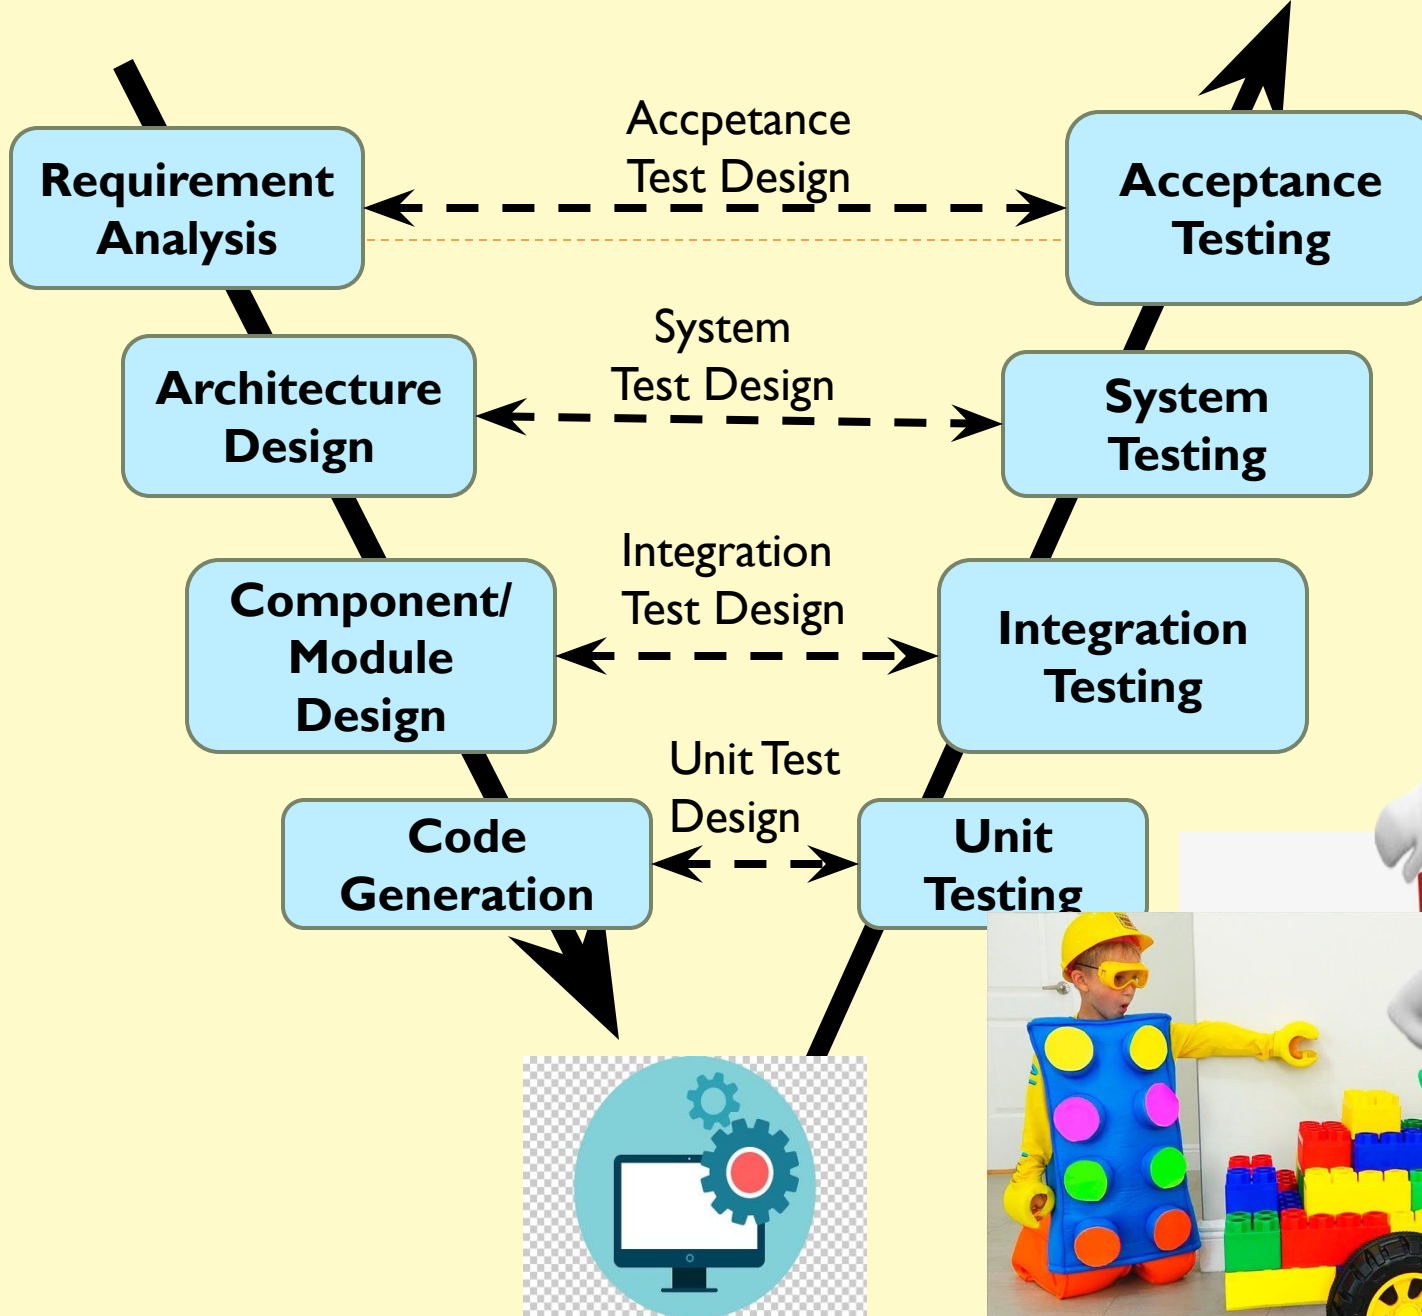 Accpetance
Test Design
Requirement
Analysis
Acceptance
Testing
System
Test Design
Architecture
Design
System
Testing
Integration
Test Design
Component/
Module
Design
Integration
Testing
Unit Test
Design
Code
Generation
Unit
Testing